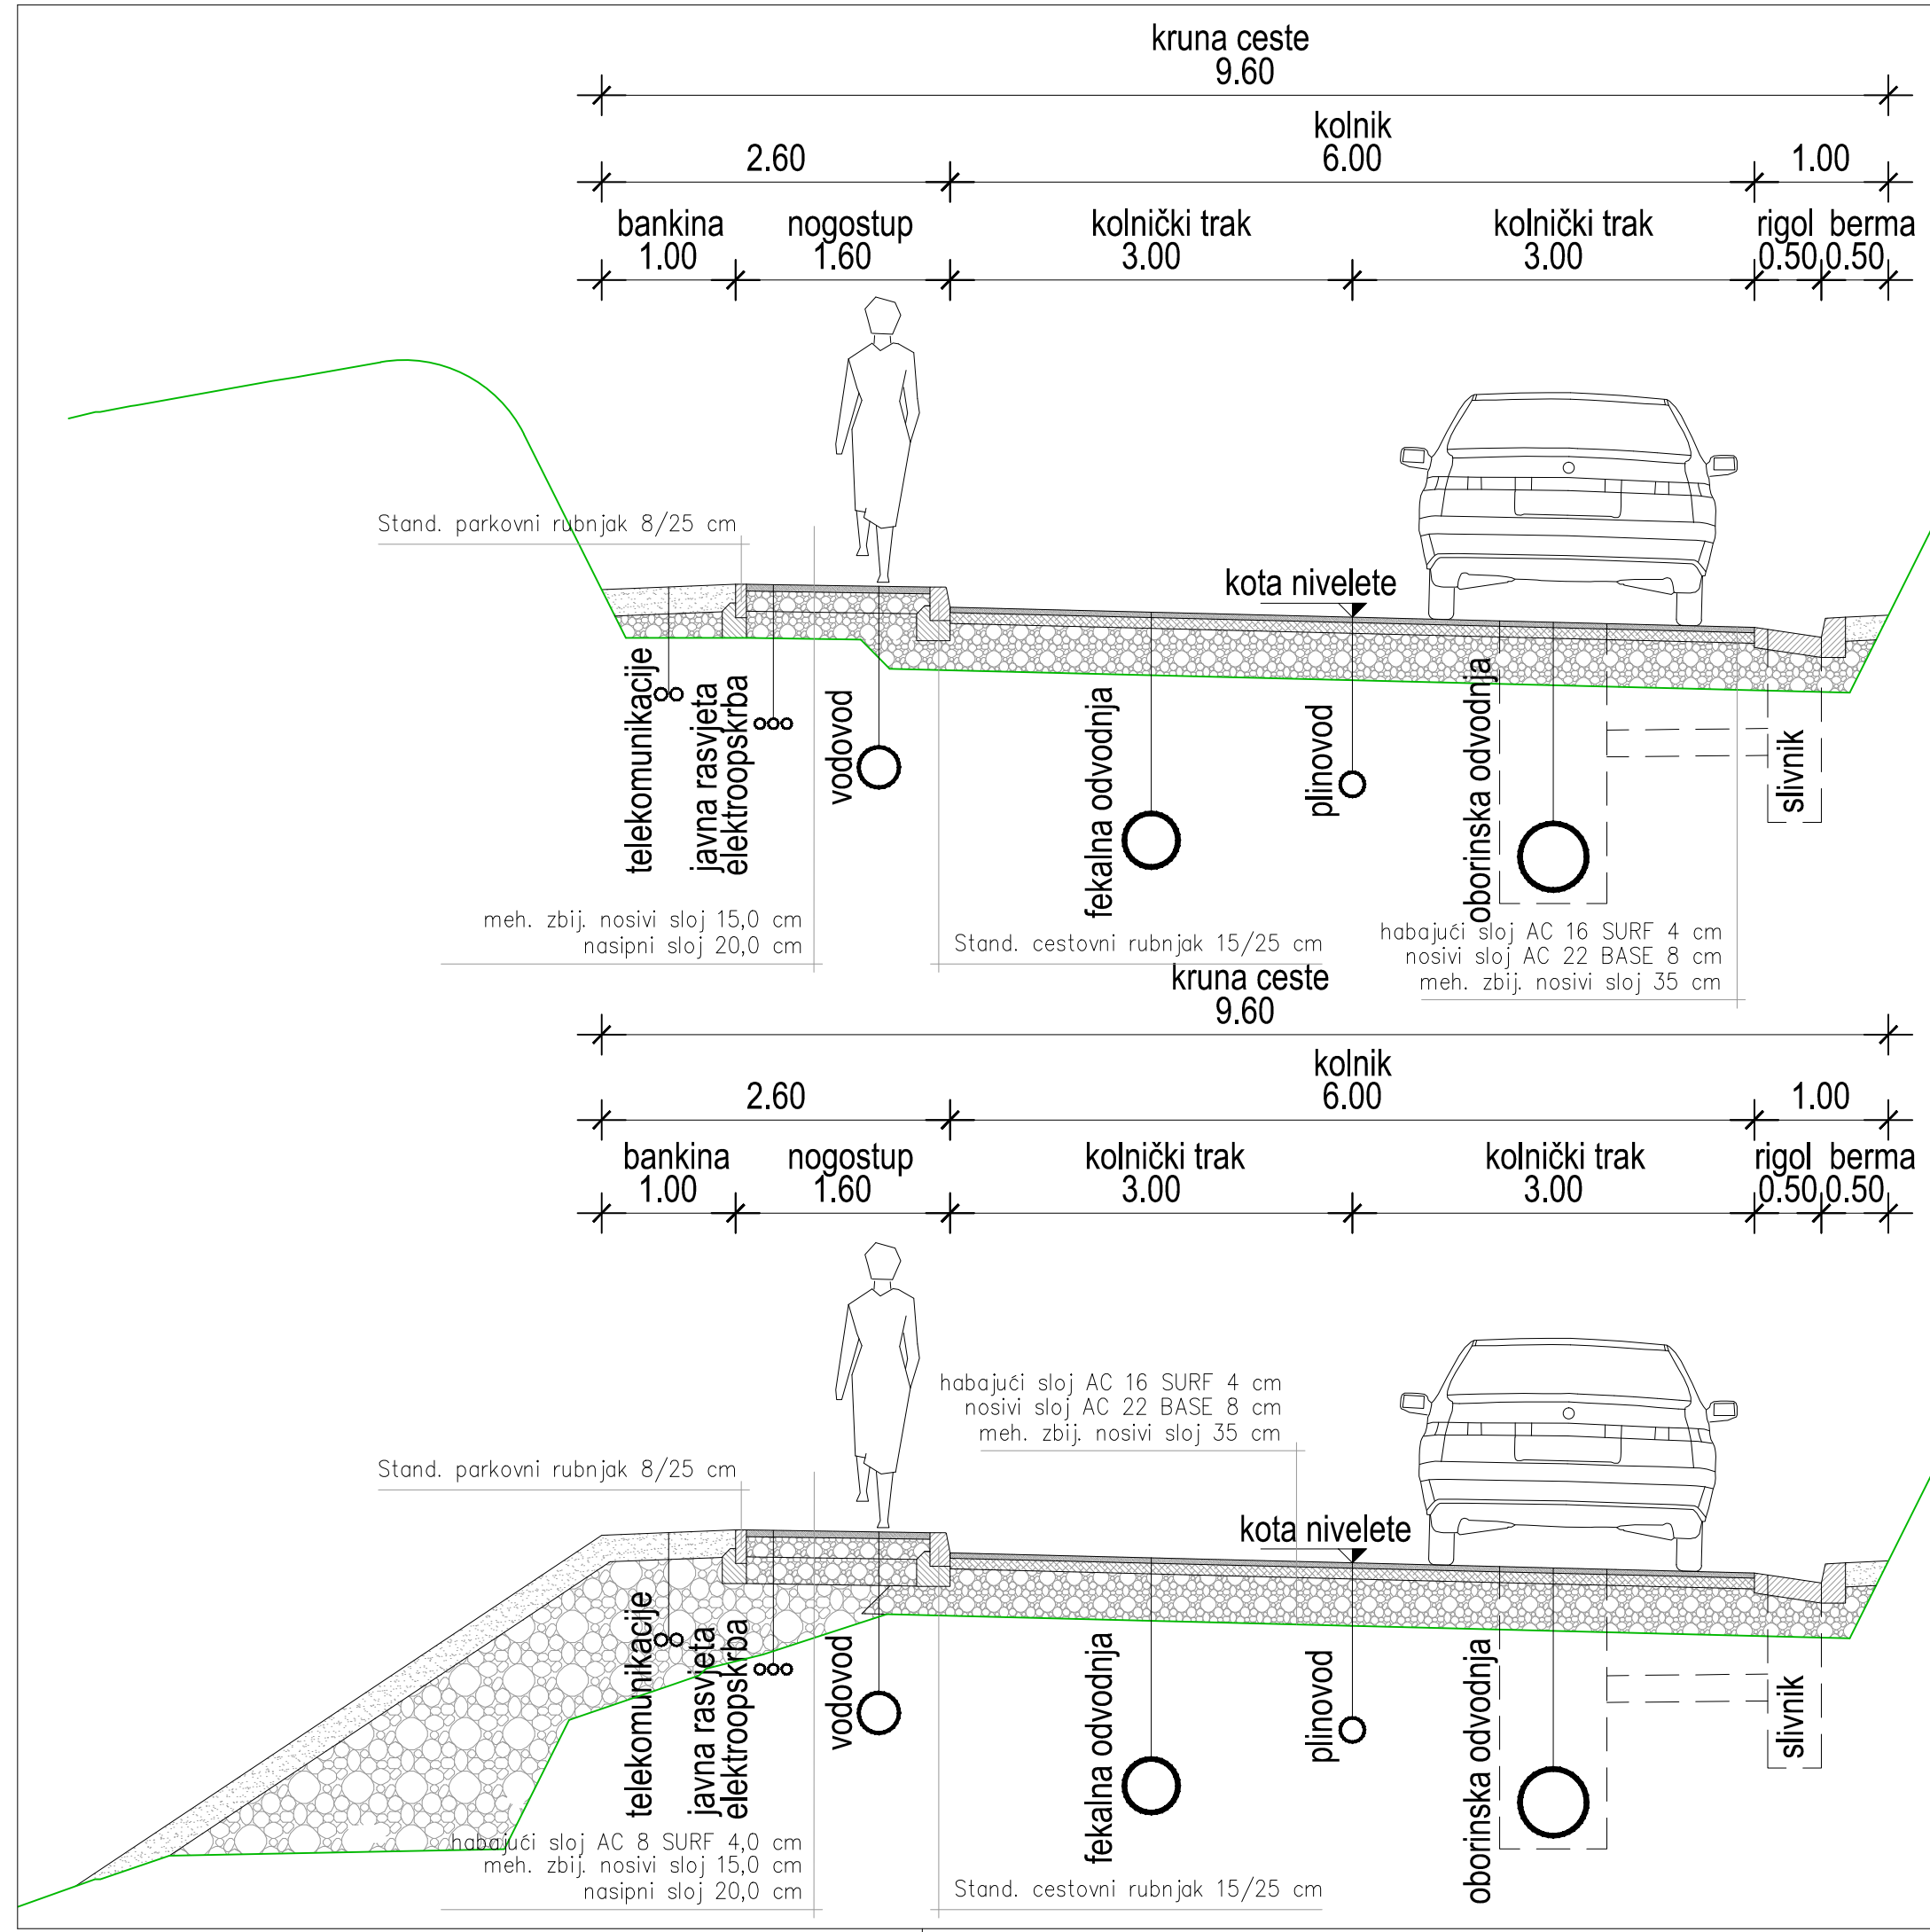 kruna ceste
9.60
kolnik
2.60 6.00 1.00
bankina nogostup kolnički trak kolnički trak rigol berma
1.00 1.60 3.00 3.00 0.50 0.50
Stand. parkovni rubnjak 8/25 cm
kota nivelete
telekomunikacije
javna rasvjeta
elektroopskrba
vodovod
fekalna odvodnja
plinovod
oborinska odvodnja
slivnik
meh. zbij. nosivi sloj 15,0 cm
nasipni sloj 20,0 cm
Stand. cestovni rubnjak 15/25 cm
habajući sloj AC 16 SURF 4 cm
nosivi sloj AC 22 BASE 8 cm
meh. zbij. nosivi sloj 35 cm
kruna ceste
9.60
kolnik
2.60 6.00 1.00
bankina nogostup kolnički trak kolnički trak rigol berma
1.00 1.60 3.00 3.00 0.50 0.50
habajući sloj AC 16 SURF 4 cm
nosivi sloj AC 22 BASE 8 cm
meh. zbij. nosivi sloj 35 cm
Stand. parkovni rubnjak 8/25 cm
kota nivelete
telekomunikacije
javna rasvjeta
elektroopskrba
vodovod
fekalna odvodnja
plinovod
oborinska odvodnja
slivnik
habajući sloj AC 8 SURF 4,0 cm
meh. zbij. nosivi sloj 15,0 cm
nasipni sloj 20,0 cm
Stand. cestovni rubnjak 15/25 cm